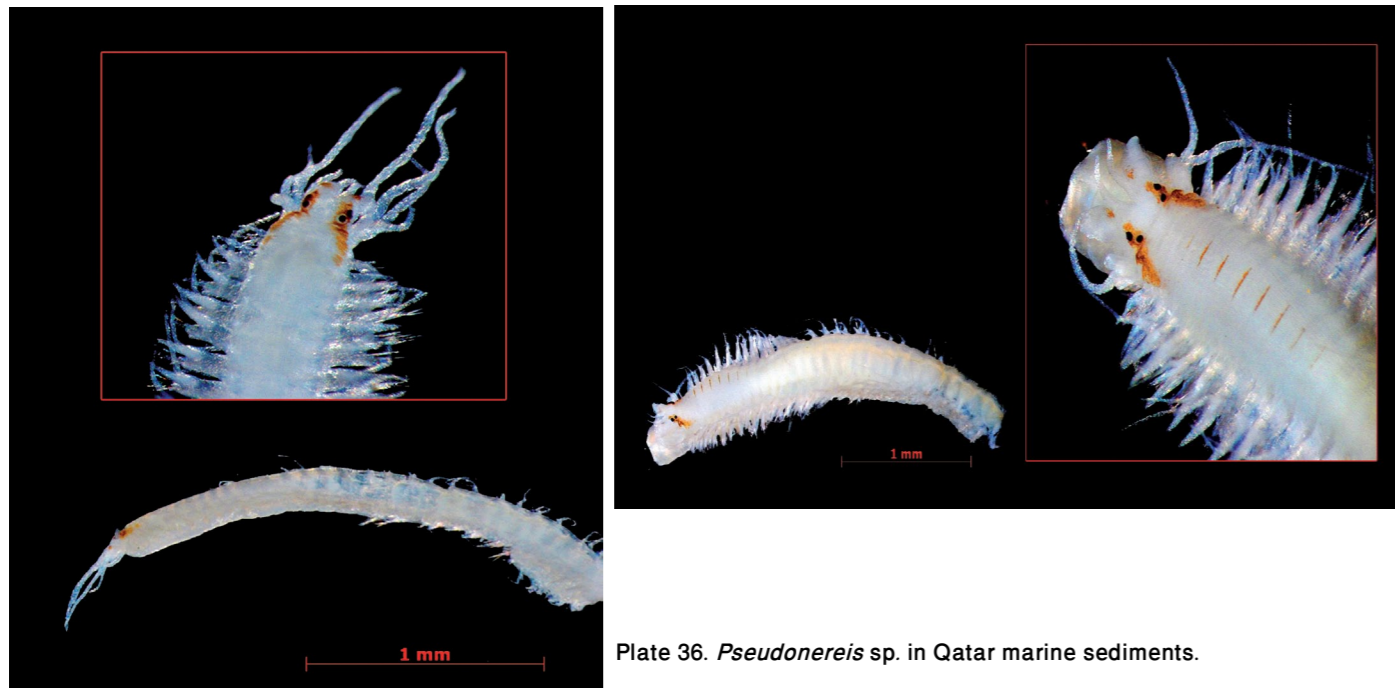 1 mm
1 mm
Plate 36. Pseudonereis sp. in Qatar marine sediments.